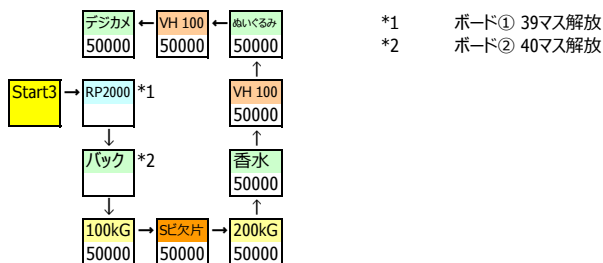 デジカメ ← VH 100 ← ぬいぐるみ
50000 50000 50000
*1 ボード① 39マス解放
*2 ボード② 40マス解放
↑
Start3 → RP2000 *1 VH 100
50000
↓ ↑
バック *2 香水
50000
↓ ↑
100kG → Sピ欠片 → 200kG
50000 50000 50000